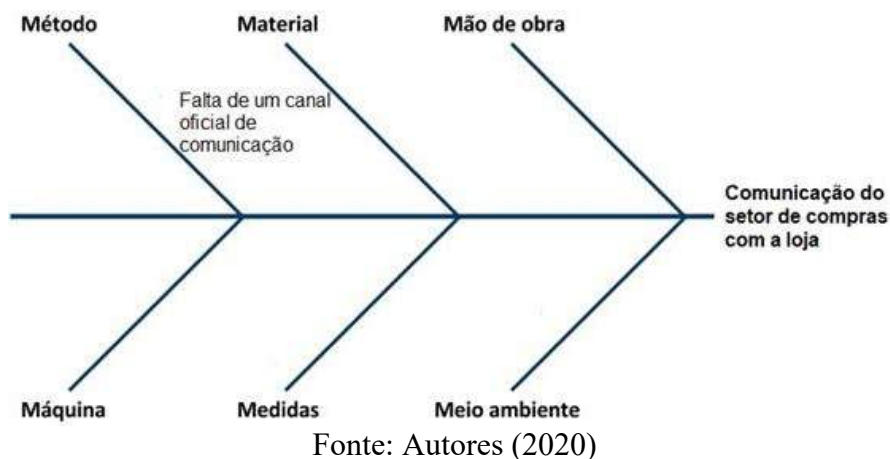 Método
Material
Mão de obra
Falta de um canal
oficial de
comunicação
Comunicação do
setor de compras
com a loja
Máquina
Medidas
Meio ambiente
Fonte: Autores (2020)